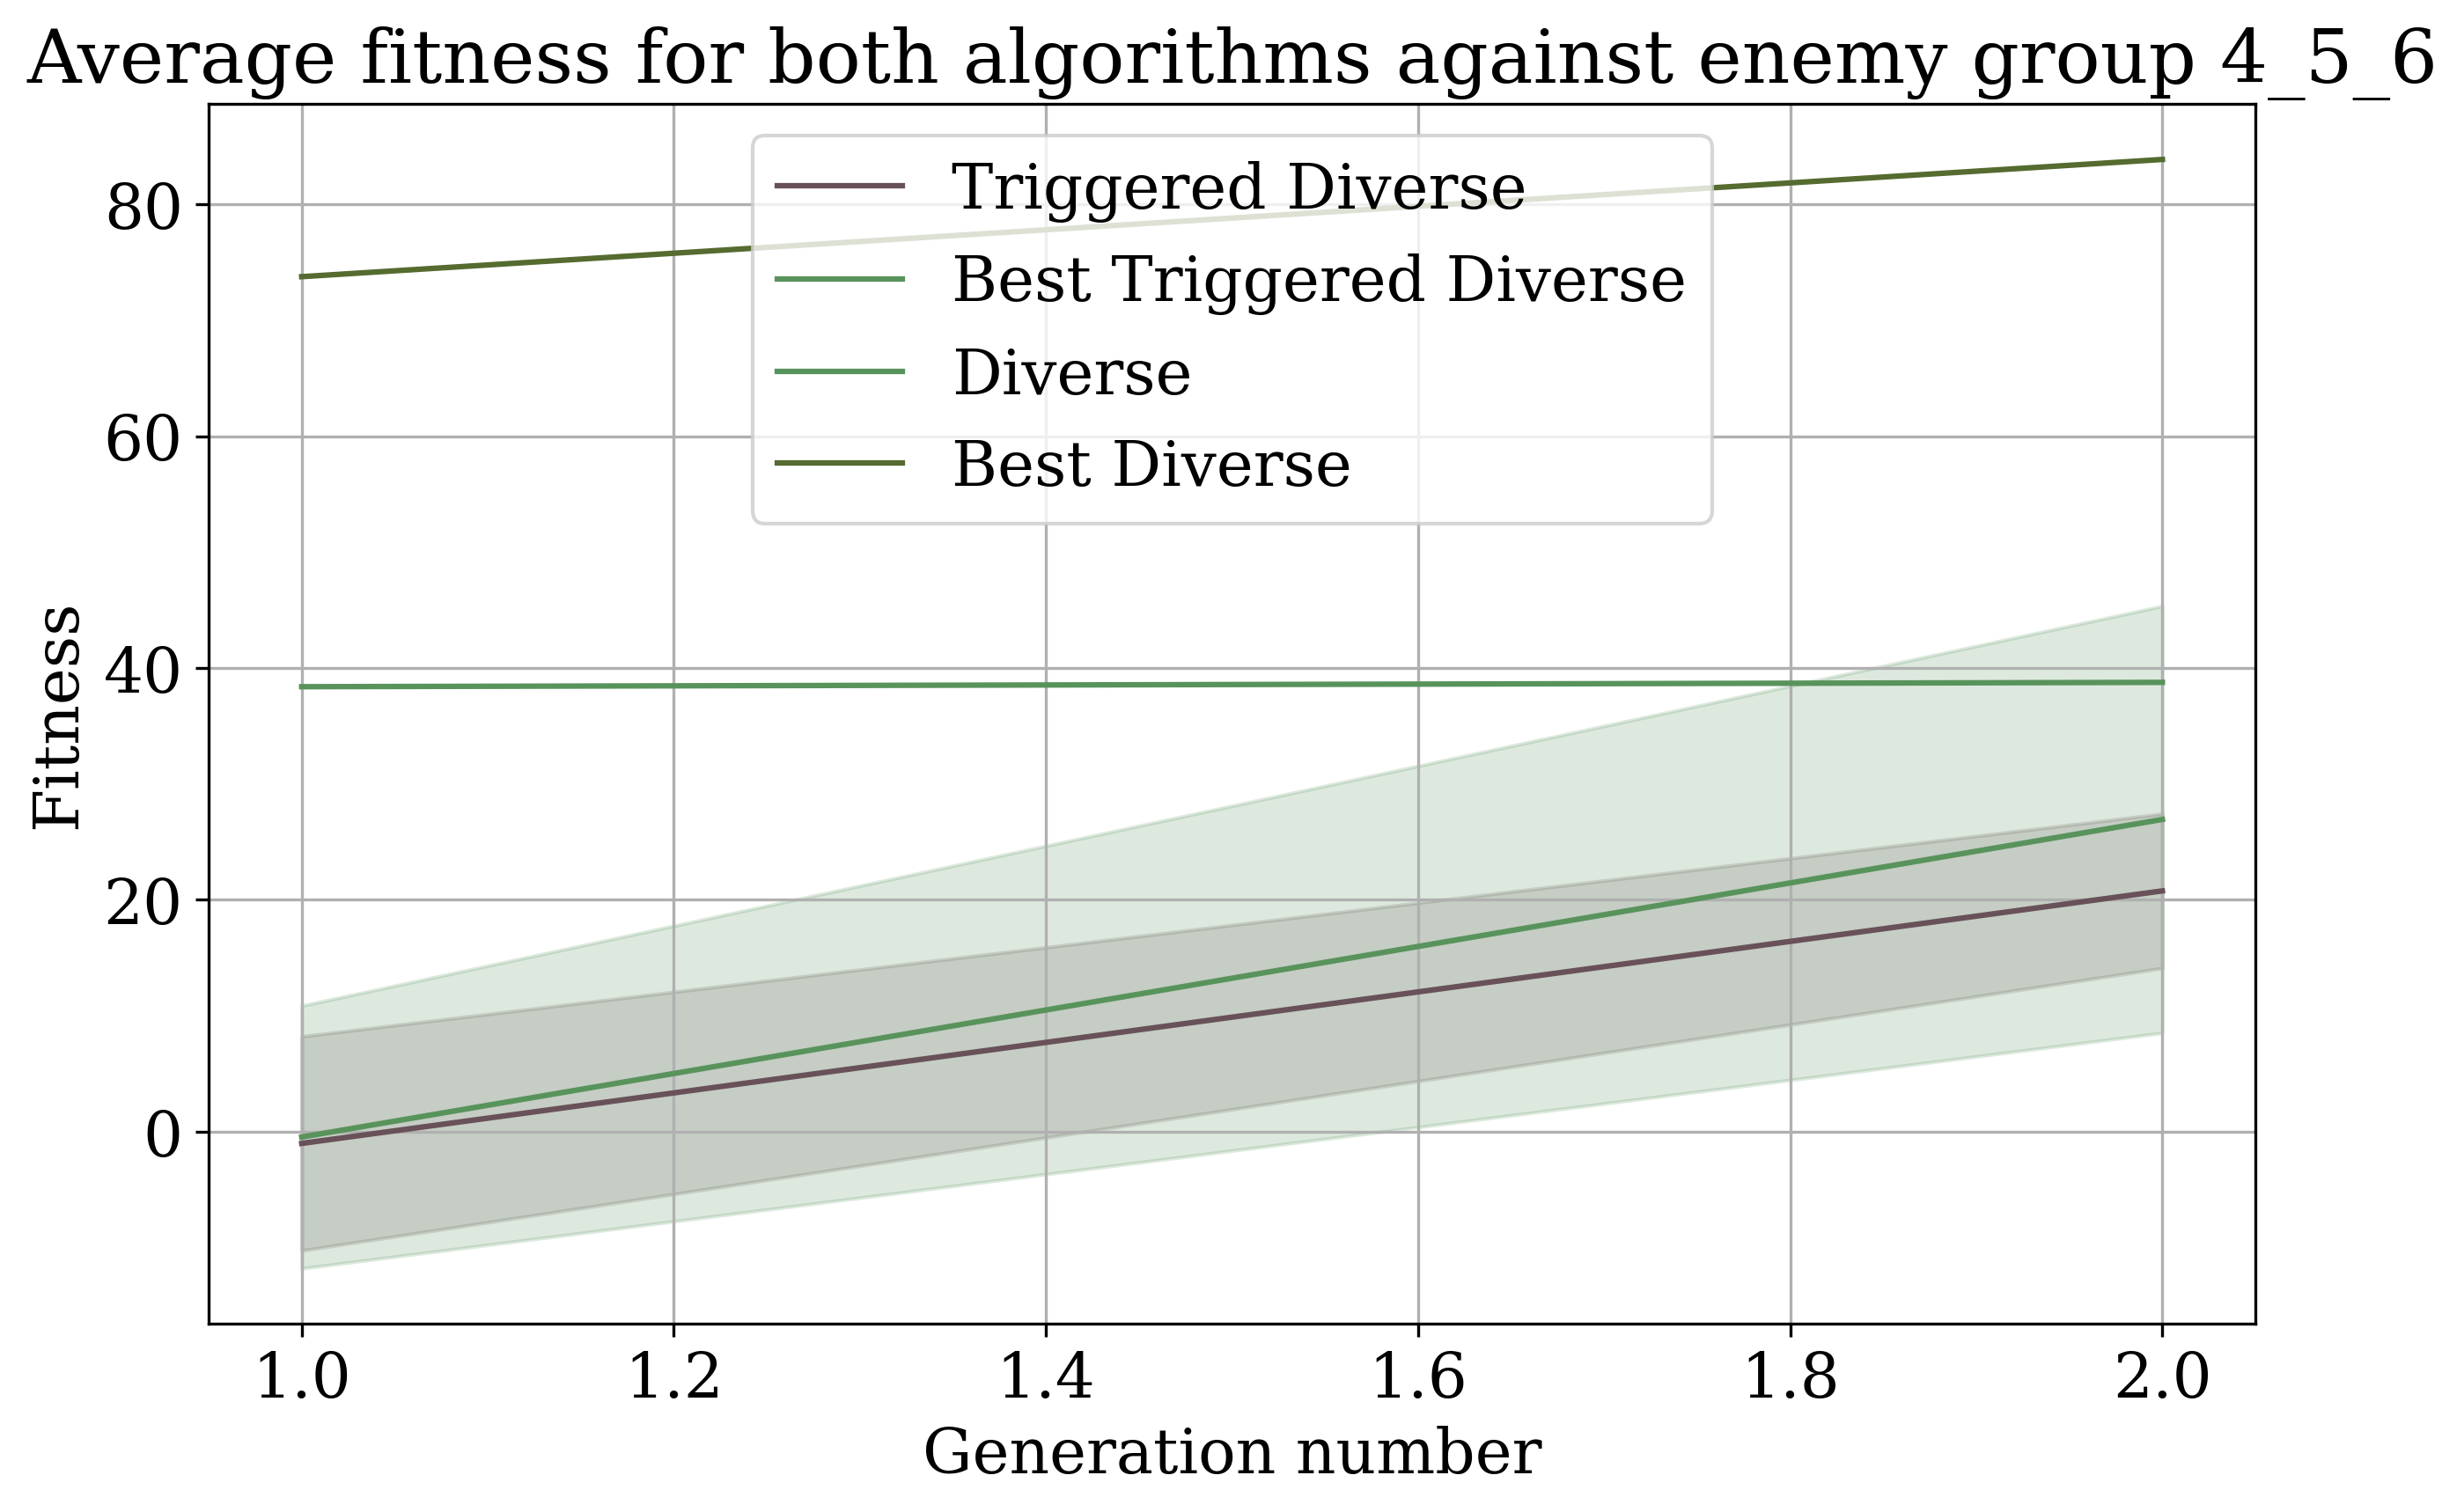 Average fitness for both algorithms against enemy group 4_5_6
Triggered Diverse
Best Triggered Diverse
Diverse
Best Diverse
Fitness
80
60
40
20
0
1.0 1.2 1.4 1.6 1.8 2.0
Generation number